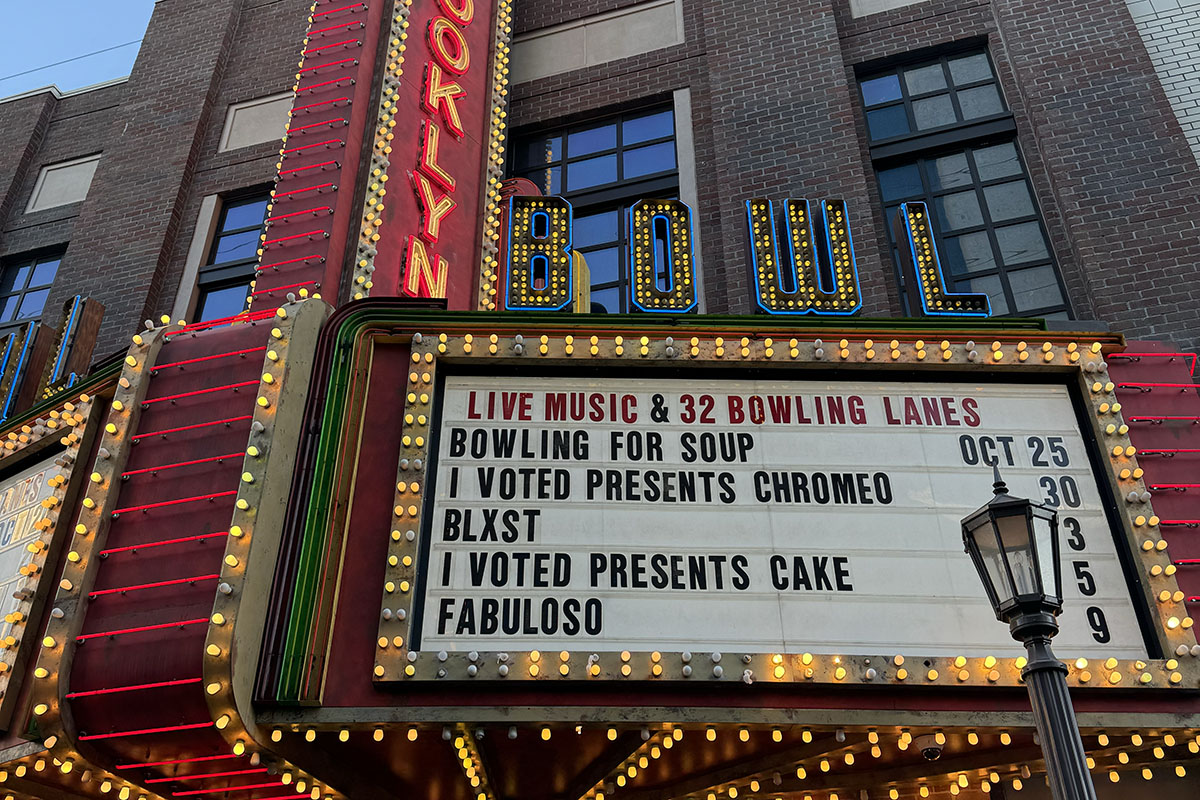 OOKLYN
BOWL
LIVE MUSIC & 32 BOWLING LANES
BOWLING FOR SOUP OCT 25
I VOTED PRESENTS CHROMEO 30
BLXST 3
I VOTED PRESENTS CAKE 5
FABULOSO 9